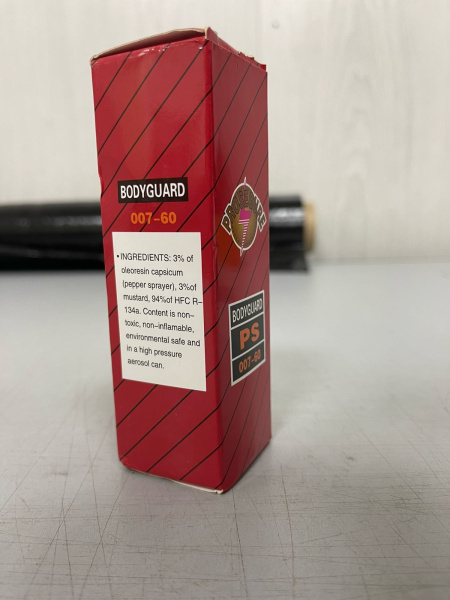 BODYGUARD
007-60
• INGREDIENTS: 3% of
oleoresin capsicum
(pepper sprayer), 3%of
mustard, 94%of HFC R-
134a. Content is non-
toxic, non-inflamable,
environmental safe and
in a high pressure
aerosol can.
BODYGUARD
PS
007-60